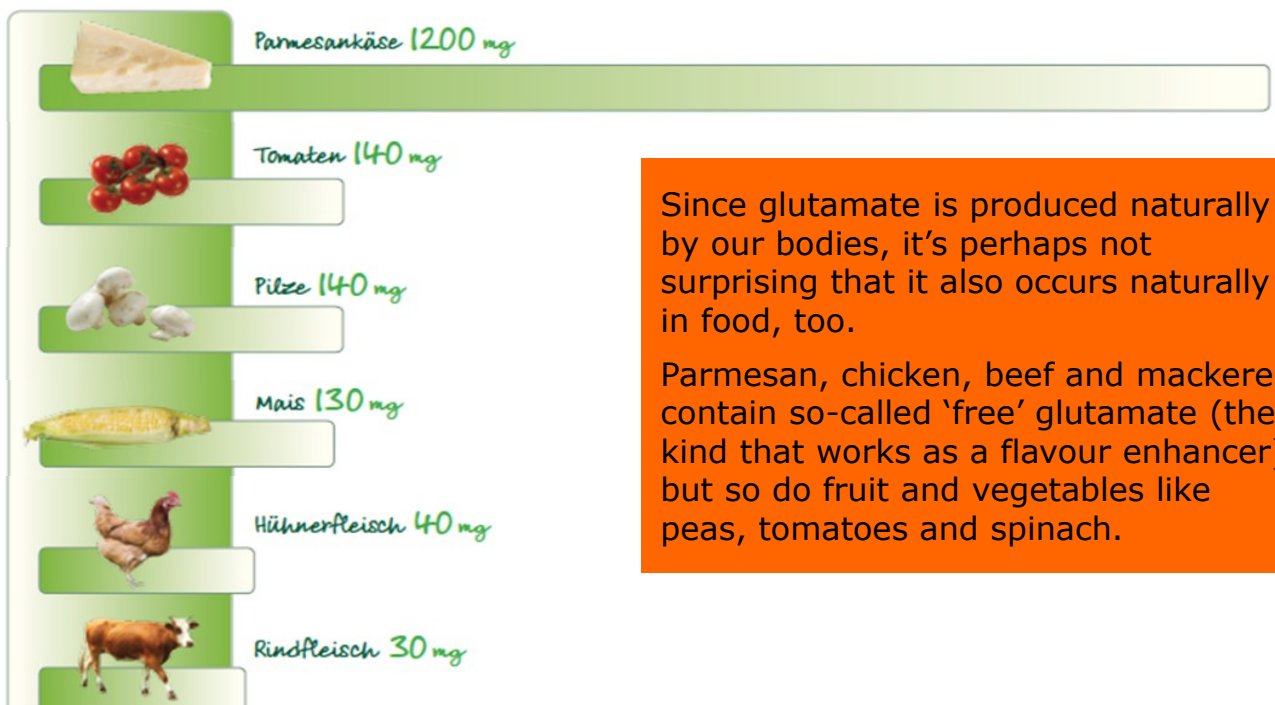 Parmesankäse 1200 mg
Tomaten 140 mg
Pilze 140 mg
Mais 130 mg
Hühnerfleisch 40 mg
Rindfleisch 30 mg
Since glutamate is produced naturally
by our bodies, it’s perhaps not
surprising that it also occurs naturally
in food, too.
Parmesan, chicken, beef and mackere
contain so-called ‘free’ glutamate (the
kind that works as a flavour enhancer)
but so do fruit and vegetables like
peas, tomatoes and spinach.